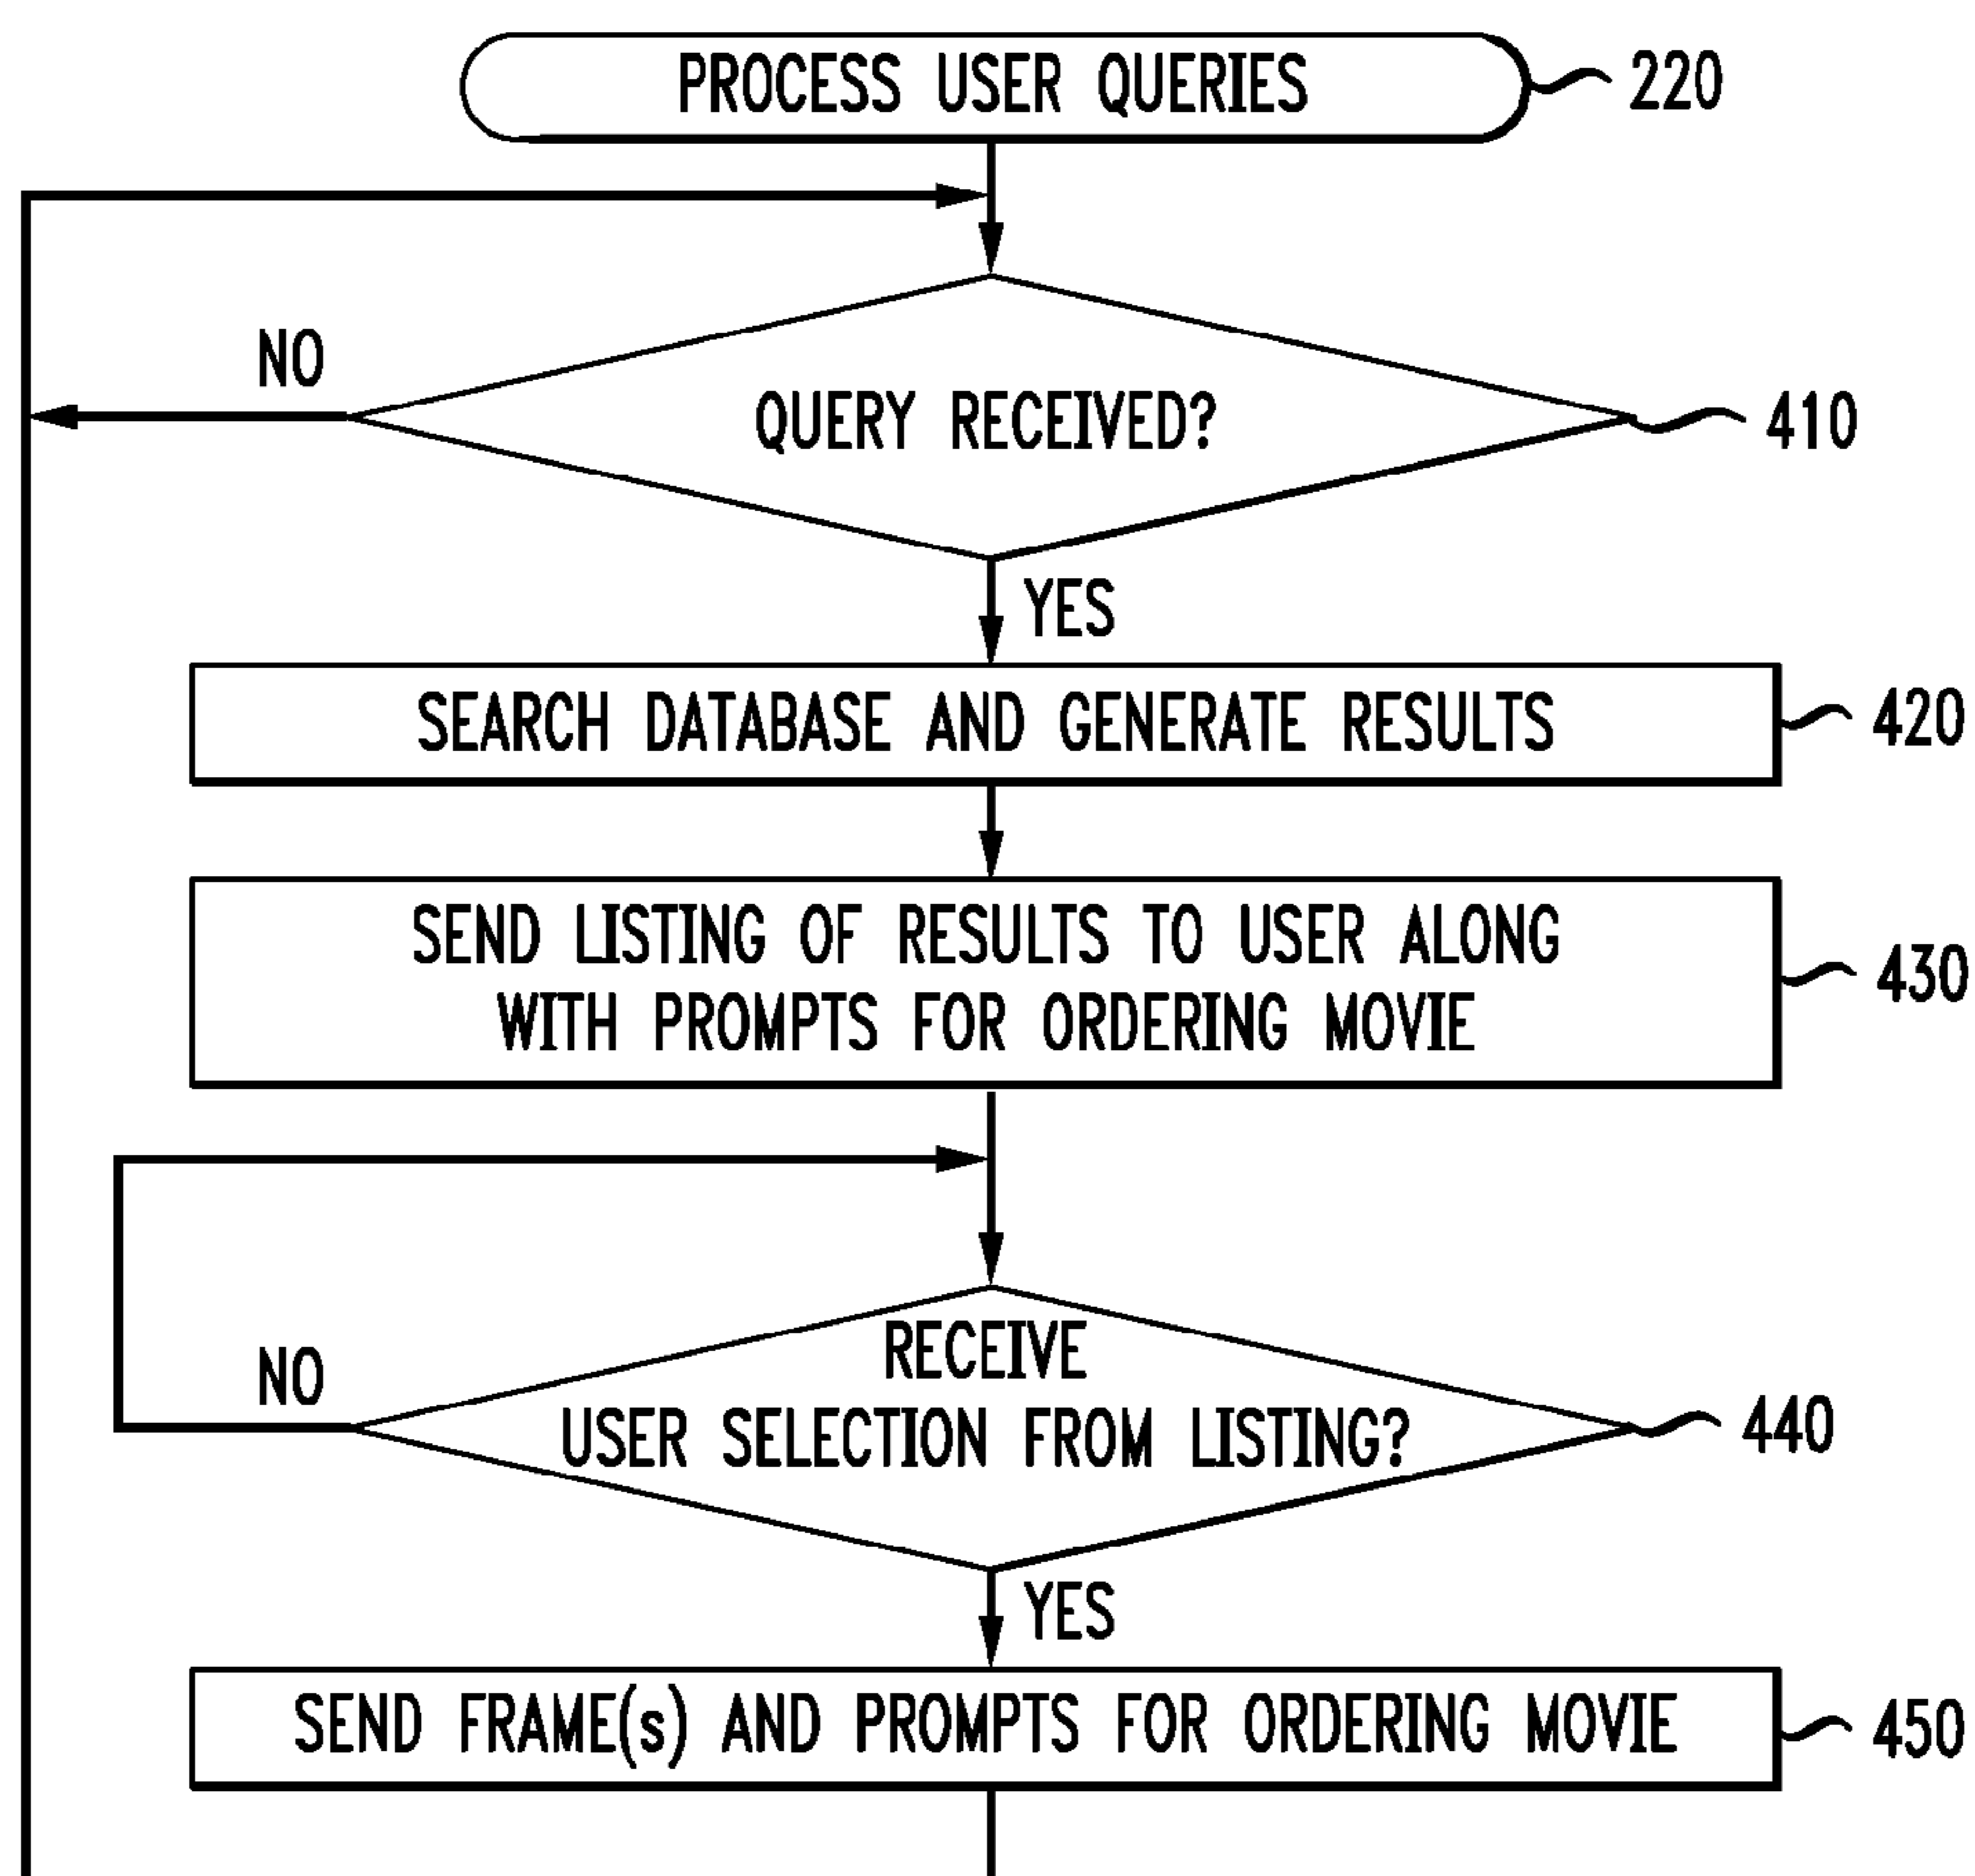 PROCESS USER QUERIES
220
NO
QUERY RECEIVED?
410
YES
SEARCH DATABASE AND GENERATE RESULTS
420
SEND LISTING OF RESULTS TO USER ALONG
WITH PROMPTS FOR ORDERING MOVIE
430
NO
RECEIVE
USER SELECTION FROM LISTING?
440
YES
SEND FRAME(s) AND PROMPTS FOR ORDERING MOVIE
450